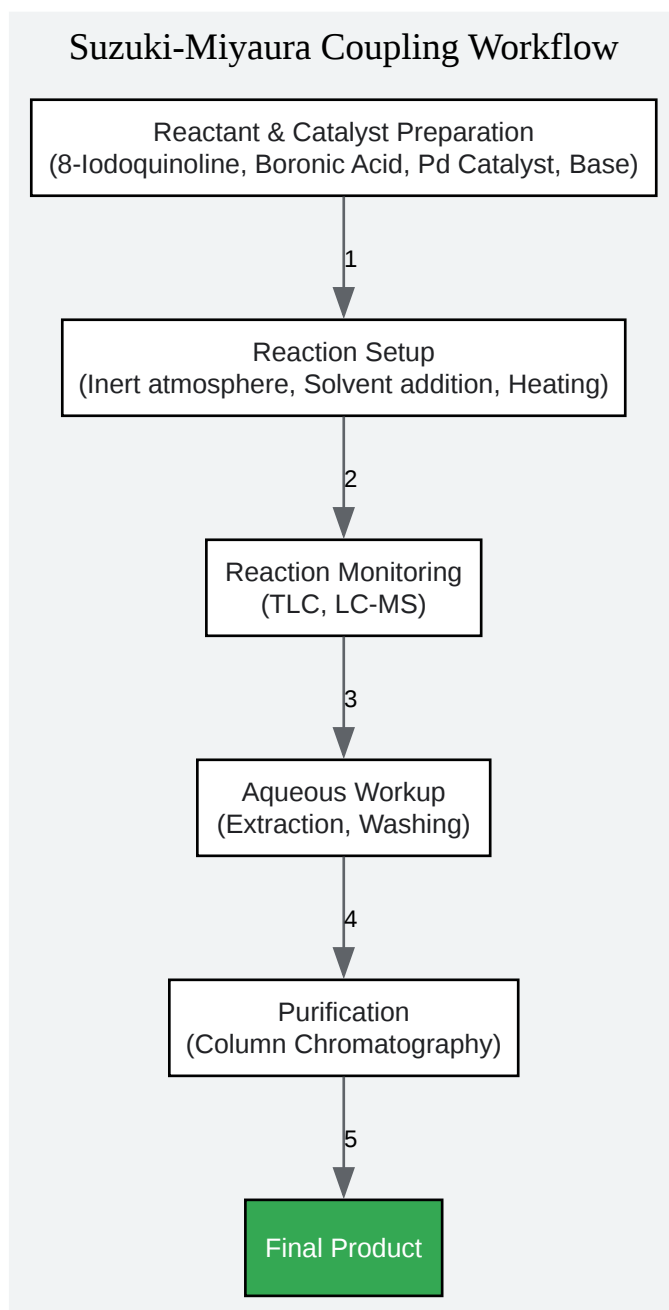 Suzuki-Miyaura Coupling Workflow
Reactant & Catalyst Preparation
(8-Iodoquinoline, Boronic Acid, Pd Catalyst, Base)
1
Reaction Setup
(Inert atmosphere, Solvent addition, Heating)
2
Reaction Monitoring
(TLC, LC-MS)
3
Aqueous Workup
(Extraction, Washing)
4
Purification
(Column Chromatography)
5
Final Product